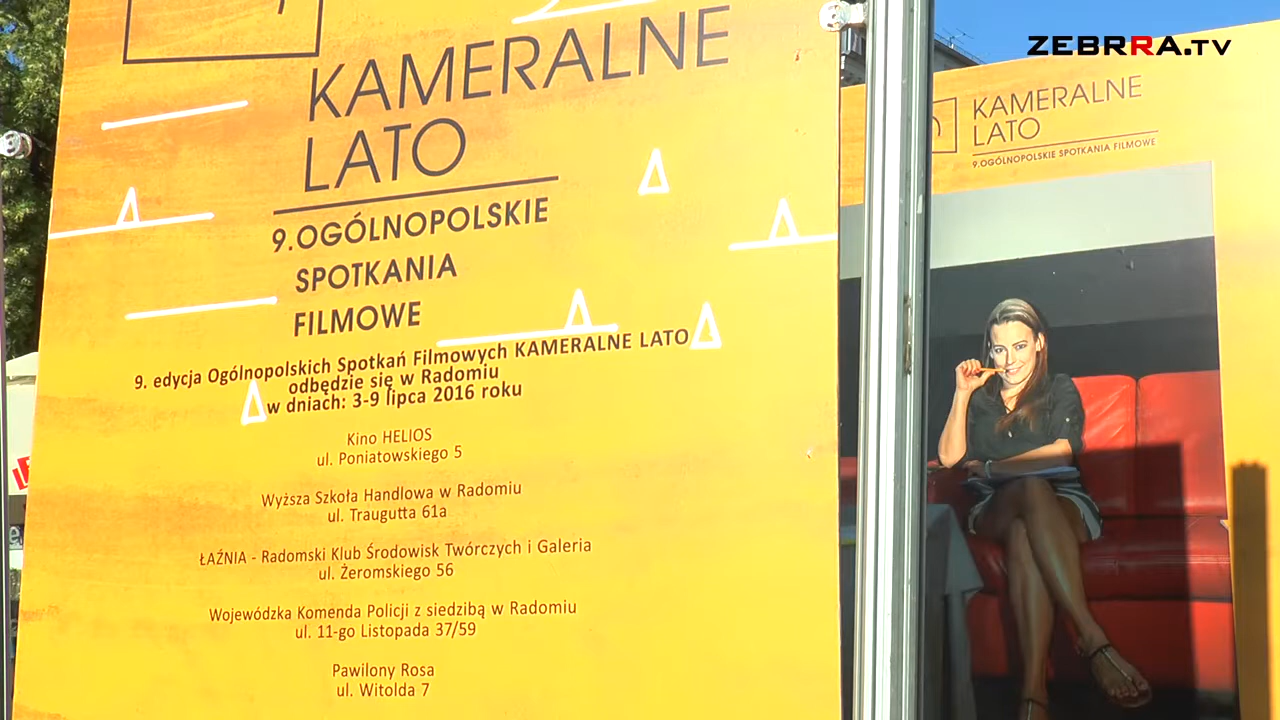 KAMERALNE
LATO
9.OGÓLNOPOLSKIE
SPOTKANIA
FILMOWE
9. edycja Ogólnopolskich Spotkań Filmowych KAMERALNE LATO
odbędzie się w Radomiu
w dniach: 3-9 lipca 2016 roku
Kino HELIOS
ul. Poniatowskiego 5
Wyższa Szkoła Handlowa w Radomiu
ul. Traugutta 61a
ŁAŹNIA - Radomski Klub Środowisk Twórczych i Galeria
ul. Żeromskiego 56
Wojewódzka Komenda Policji z siedzibą w Radomiu
ul. 11-go Listopada 37/59
Pawilony Rosa
ul. Witolda 7
ZEBRRA.TV
KAMERALNE
LATO
9.OGÓLNOPOLSKIE SPOTKANIA FILMOWE